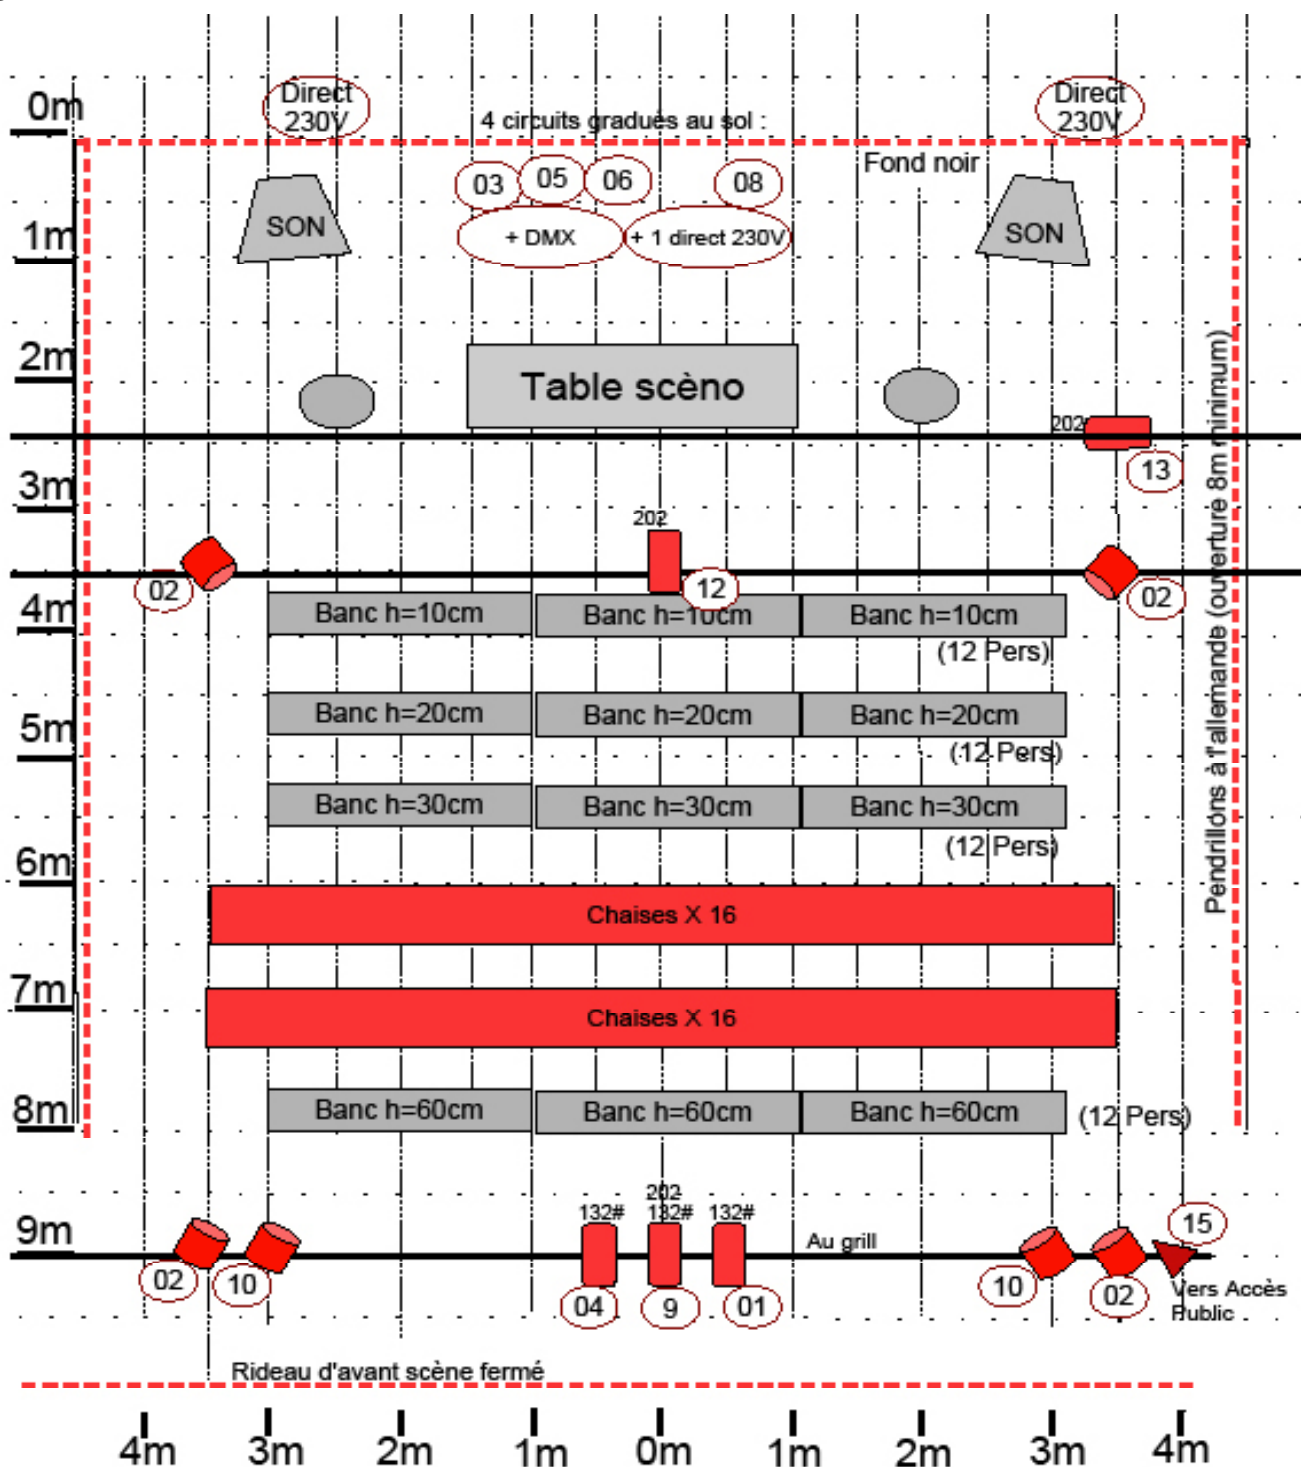 Direct
230V
Direct
230V
0m
4 circuits gradués au sol :
Fond noir
03
05
06
08
SON
+ DMX
+ 1 direct 230V
SON
1m
2m
Table scèno
202
13
3m
202
02
12
02
4m
Banc h=10cm
Banc h=10cm
Banc h=10cm
(12 Pers)
Banc h=20cm
Banc h=20cm
Banc h=20cm
5m
(12 Pers)
Banc h=30cm
Banc h=30cm
Banc h=30cm
(12 Pers)
6m
Pendrillons à l'allemande (ouverture 8m minimum)
Chaises X 16
7m
Chaises X 16
8m
Banc h=60cm
Banc h=60cm
Banc h=60cm
(12 Pers)
202
132#
132#
132#
15
9m
Au grill
02
10
04
9
01
10
02
Vers Accès
Public
Rideau d'avant scène fermé
4m
3m
2m
1m
0m
1m
2m
3m
4m